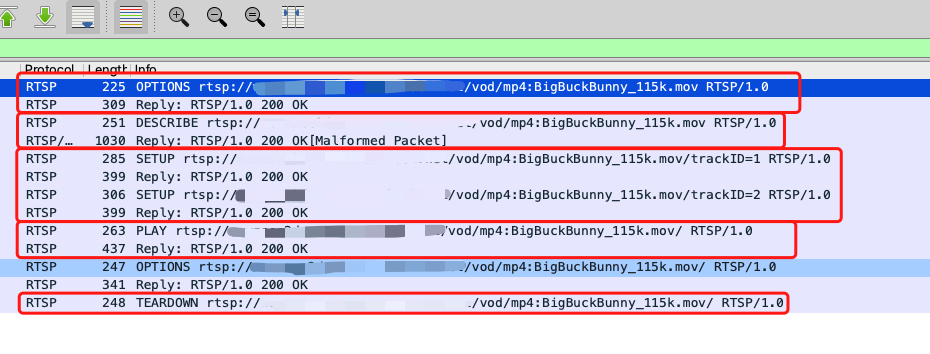 Protocol Length Info
RTSP 225 OPTIONS rtsp:// /vod/mp4:BigBuckBunny_115k.mov RTSP/1.0
RTSP 309 Reply: RTSP/1.0 200 OK
RTSP 251 DESCRIBE rtsp:// /vod/mp4:BigBuckBunny_115k.mov RTSP/1.0
RTSP/… 1030 Reply: RTSP/1.0 200 OK[Malformed Packet]
RTSP 285 SETUP rtsp:// /vod/mp4:BigBuckBunny_115k.mov/trackID=1 RTSP/1.0
RTSP 399 Reply: RTSP/1.0 200 OK
RTSP 306 SETUP rtsp:// /vod/mp4:BigBuckBunny_115k.mov/trackID=2 RTSP/1.0
RTSP 399 Reply: RTSP/1.0 200 OK
RTSP 263 PLAY rtsp:// /vod/mp4:BigBuckBunny_115k.mov/ RTSP/1.0
RTSP 437 Reply: RTSP/1.0 200 OK
RTSP 247 OPTIONS rtsp:// /vod/mp4:BigBuckBunny_115k.mov/ RTSP/1.0
RTSP 341 Reply: RTSP/1.0 200 OK
RTSP 248 TEARDOWN rtsp:// /vod/mp4:BigBuckBunny_115k.mov/ RTSP/1.0